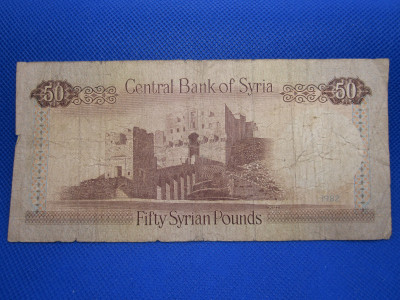 50 Central Bank of Syria 50
Fifty Syrian Pounds